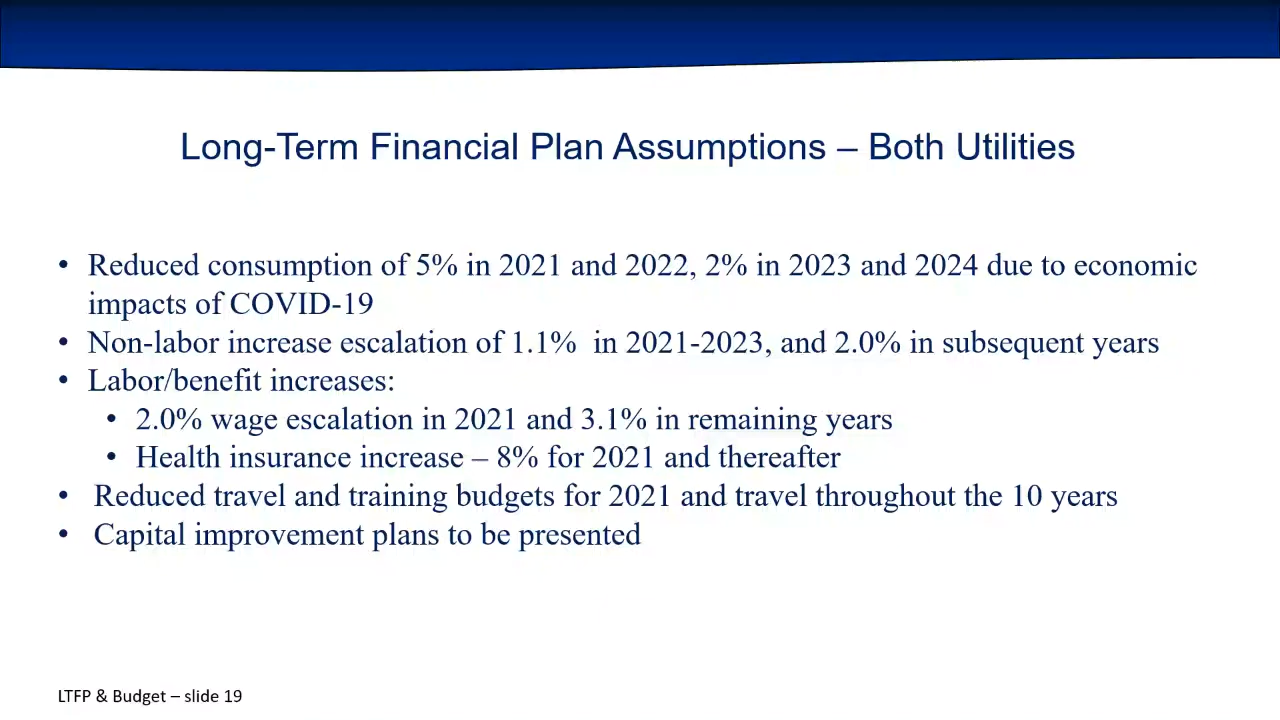 Long-Term Financial Plan Assumptions – Both Utilities
• Reduced consumption of 5% in 2021 and 2022, 2% in 2023 and 2024 due to economic
impacts of COVID-19
• Non-labor increase escalation of 1.1%  in 2021-2023, and 2.0% in subsequent years
• Labor/benefit increases:
• 2.0% wage escalation in 2021 and 3.1% in remaining years
• Health insurance increase – 8% for 2021 and thereafter
• Reduced travel and training budgets for 2021 and travel throughout the 10 years
• Capital improvement plans to be presented
LTFP & Budget – slide 19